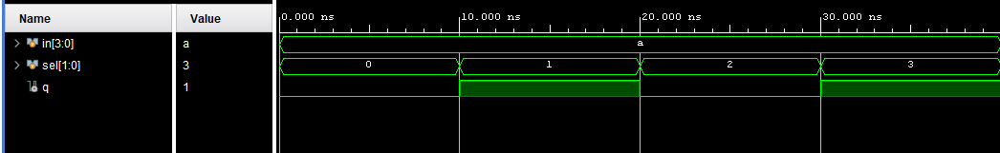 Name Value 0.000 ns 10.000 ns 20.000 ns 30.000 ns
in[3:0] a a
sel[1:0] 3 0 1 2 3
q 1